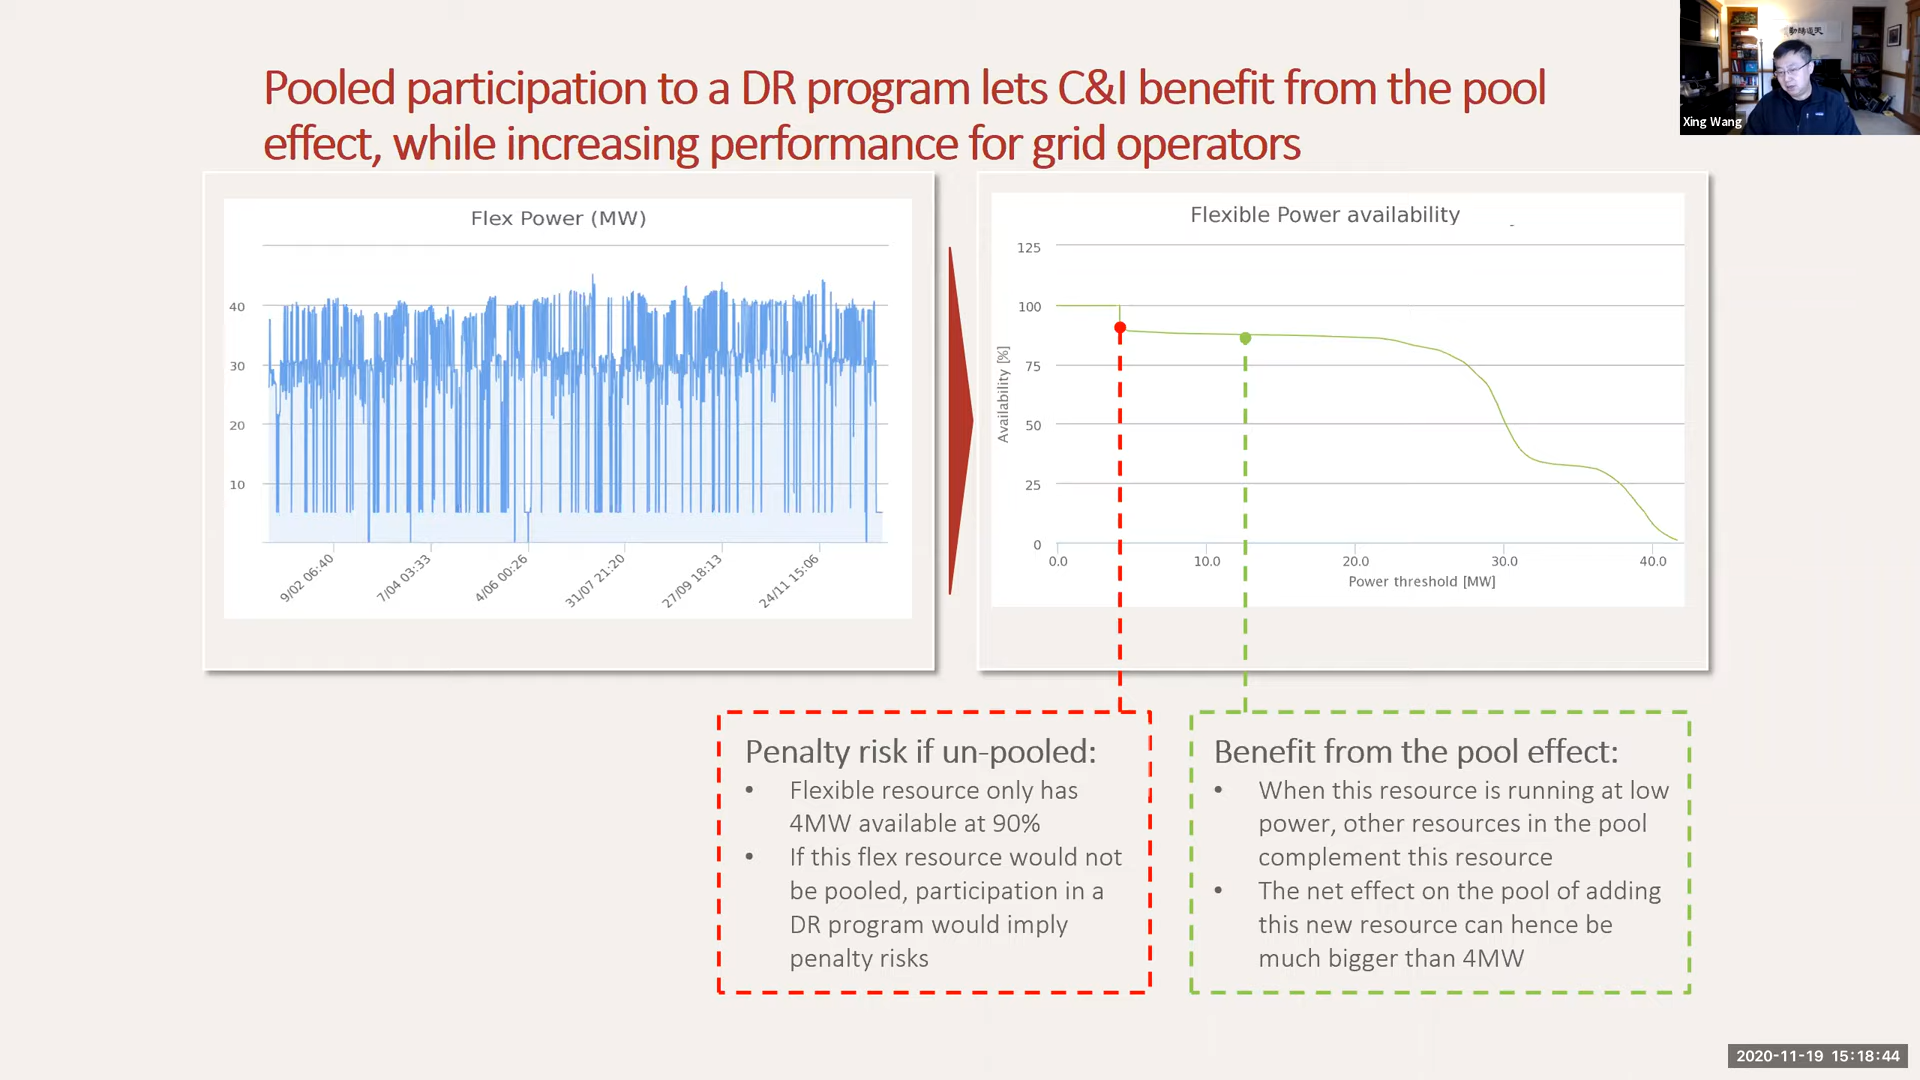 Pooled participation to a DR program lets C&I benefit from the pool
effect, while increasing performance for grid operators
Xing Wang
Flex Power (MW)
40
30
20
10
9/02 06:40
7/04 03:33
4/06 00:26
31/07 21:20
27/09 18:13
24/11 15:06
Flexible Power availability
125
100
75
50
25
0
Availability [%]
0.0
10.0
20.0
30.0
40.0
Power threshold [MW]
Penalty risk if un-pooled:
• Flexible resource only has
4MW available at 90%
• If this flex resource would not
be pooled, participation in a
DR program would imply
penalty risks
Benefit from the pool effect:
• When this resource is running at low
power, other resources in the pool
complement this resource
• The net effect on the pool of adding
this new resource can hence be
much bigger than 4MW
2020-11-19 15:18:44